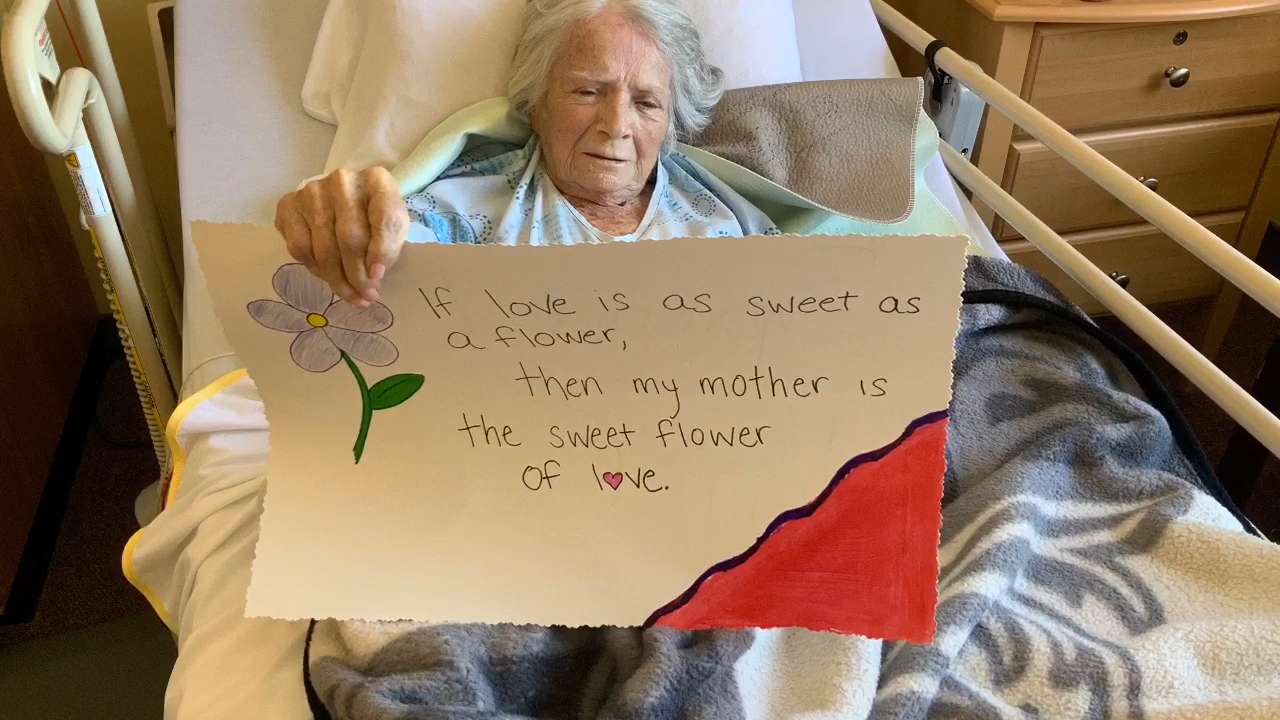 If love is as sweet as
a flower,
then my mother is
the sweet flower
of love.